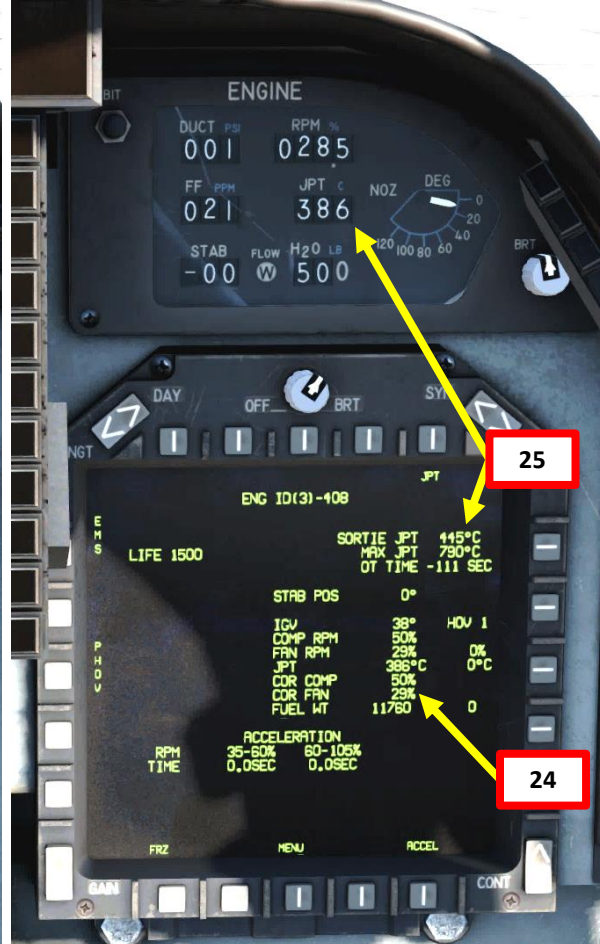 BIT
ENGINE
DUCT PSI RPM %
001 0285
FF PPM JPT C NOZ DEG
021 386
0
20
40
60
80
100
120
STAB FLOW H2O LB
-00 W 500
BRT
DAY
OFF BRT
SYM
NGT
25
JPT
ENG ID(3)-408
EMS
SORTIE JPT 445°C
LIFE 1500 MAX JPT 790°C
OT TIME -111 SEC
STAB POS 0°
IGV 38° HOV 1
COMP RPM 50%
PHOV
FAN RPM 29% 0%
JPT 386°C 0°C
COR COMP 50%
COR FAN 29%
FUEL WT 11760 0
ACCELERATION
RPM 35-60% 60-105%
TIME 0.0SEC 0.0SEC
24
FRZ MENU ACCEL
GAIN CONT